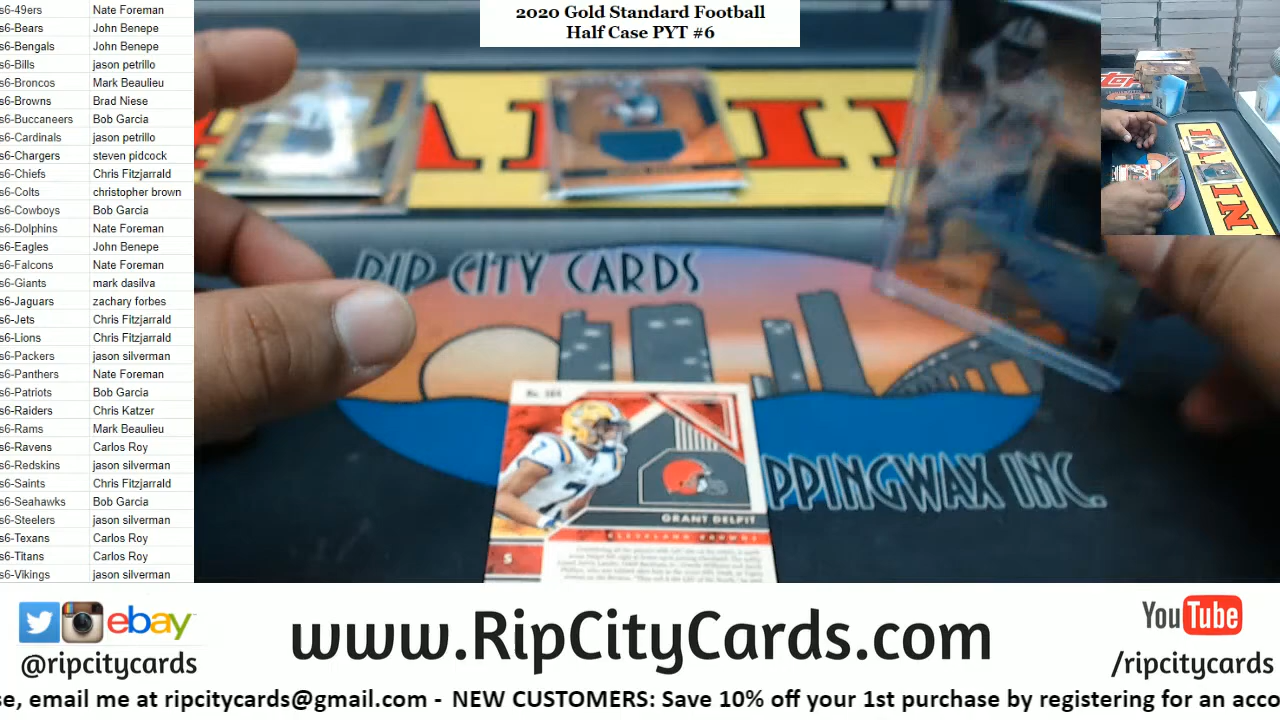 2020 Gold Standard Football
Half Case PYT #6
s6-49ers Nate Foreman
s6-Bears John Benepe
s6-Bengals John Benepe
s6-Bills jason petrillo
s6-Broncos Mark Beaulieu
s6-Browns Brad Niese
s6-Buccaneers Bob Garcia
s6-Cardinals jason petrillo
s6-Chargers steven pidcock
s6-Chiefs Chris Fitzjarrald
s6-Colts christopher brown
s6-Cowboys Bob Garcia
s6-Dolphins Nate Foreman
s6-Eagles John Benepe
s6-Falcons Nate Foreman
s6-Giants mark dasilva
s6-Jaguars zachary forbes
s6-Jets Chris Fitzjarrald
s6-Lions Chris Fitzjarrald
s6-Packers jason silverman
s6-Panthers Nate Foreman
s6-Patriots Bob Garcia
s6-Raiders Chris Katzer
s6-Rams Mark Beaulieu
s6-Ravens Carlos Roy
s6-Redskins jason silverman
s6-Saints Chris Fitzjarrald
s6-Seahawks Bob Garcia
s6-Steelers jason silverman
s6-Texans Carlos Roy
s6-Titans Carlos Roy
s6-Vikings jason silverman
RIP CITY CARDS
PPINGWAX INC.
GRANT DELPIT
CLEVELAND BROWNS
S
ebay
@ripcitycards
www.RipCityCards.com
YouTube
/ripcitycards
se, email me at ripcitycards@gmail.com - NEW CUSTOMERS: Save 10% off your 1st purchase by registering for an acco